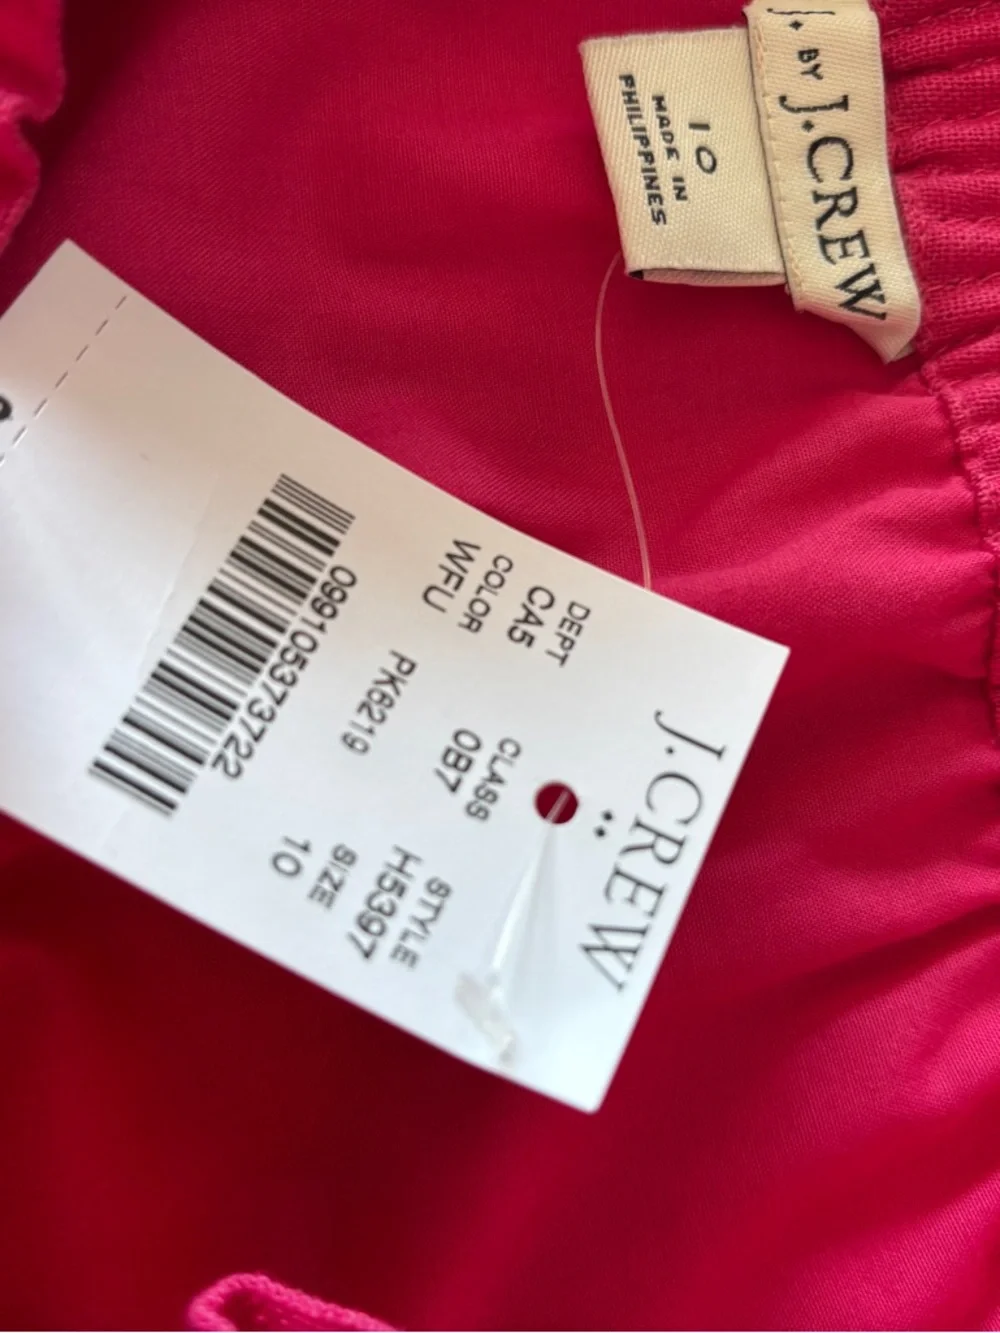 J. BY J.CREW
10
MADE IN
PHILIPPINES
J.CREW
DEPT CLASS STYLE
CA5 0B7 H5397
COLOR SIZE
WFU PK6219 10
099105373722